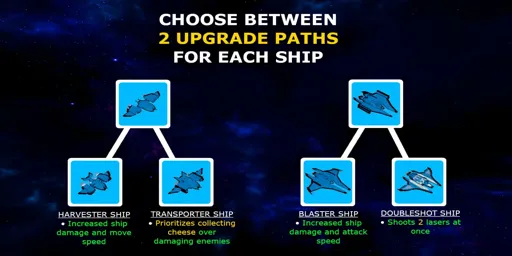 CHOOSE BETWEEN
2 UPGRADE PATHS
FOR EACH SHIP
HARVESTER SHIP
• Increased ship
damage and move
speed
TRANSPORTER SHIP
• Prioritizes collecting
cheese over
damaging enemies
BLASTER SHIP
• Increased ship
damage and attack
speed
DOUBLESHOT SHIP
• Shoots 2 lasers at
once